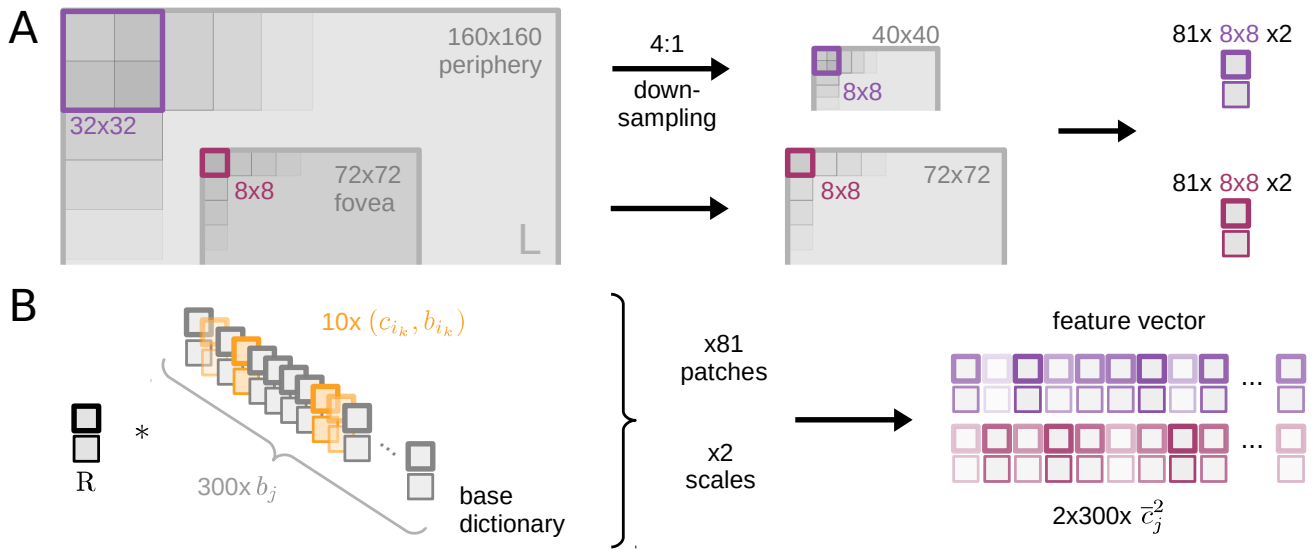 A
160x160
periphery
32x32
8x8
72x72
fovea
L
4:1
down-
sampling
40x40
8x8
8x8
72x72
81x 8x8 x2
81x 8x8 x2
B
10x (c_{i_k}, b_{i_k})
R
*
...
300x b_j
base
dictionary
x81
patches
x2
scales
feature vector
...
...
2x300x \overline{c}_j^2